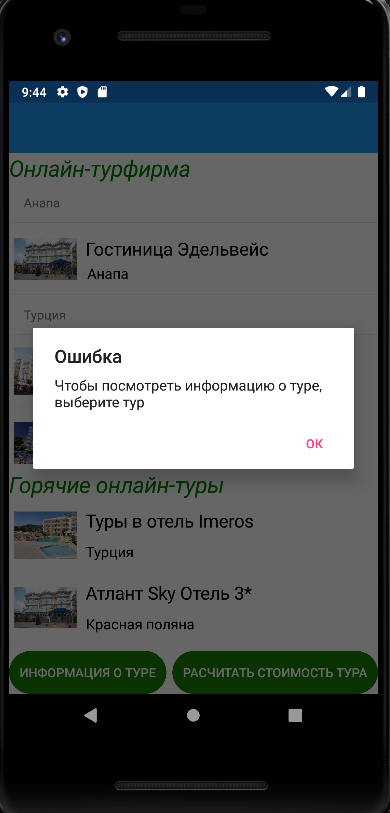 9:44
Онлайн-турфирма
Анапа
Гостиница Эдельвейс
Анапа
Турция
Ошибка
Чтобы посмотреть информацию о туре,
выберите тур
ОК
Горячие онлайн-туры
Туры в отель Imeros
Турция
Атлант Sky Отель 3*
Красная поляна
ИНФОРМАЦИЯ О ТУРЕ
РАСЧИТАТЬ СТОИМОСТЬ ТУРА